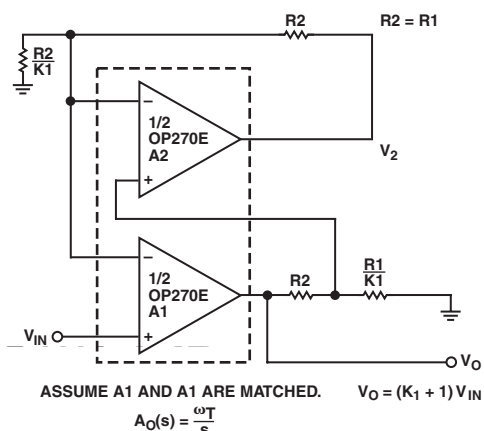 R2
R2 = R1
R2
K1
−
1/2
OP270E
A2
+
V2
−
1/2
OP270E
A1
+
R2
R1
K1
VIN
VO
ASSUME A1 AND A1 ARE MATCHED.
VO = (K1 + 1) VIN
AO(s) = ωT
s